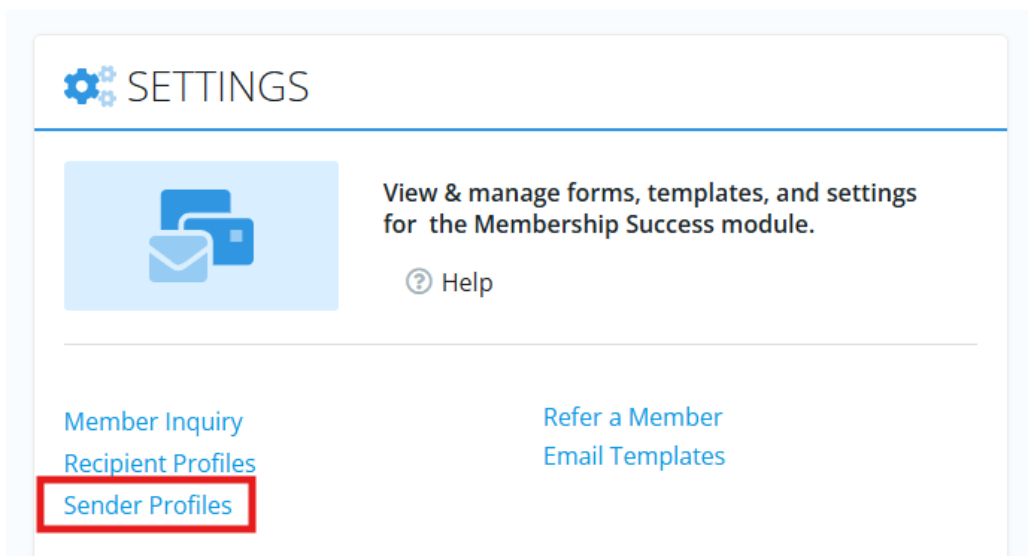 SETTINGS
View & manage forms, templates, and settings
for the Membership Success module.
? Help
Member Inquiry
Recipient Profiles
Sender Profiles
Refer a Member
Email Templates